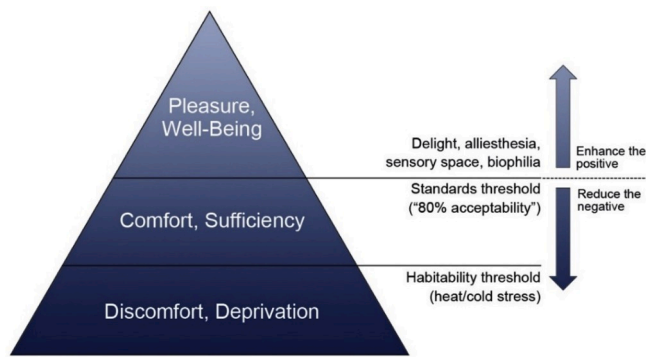 Pleasure,
Well-Being
Delight, alliesthesia,
sensory space, biophilia
Enhance the
positive
Comfort, Sufficiency
Standards threshold
("80% acceptability")
Reduce the
negative
Habitability threshold
(heat/cold stress)
Discomfort, Deprivation